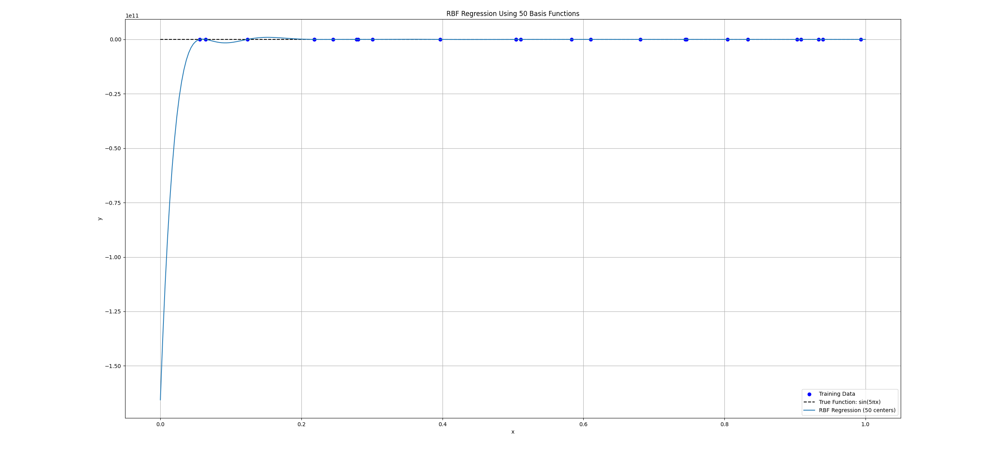 RBF Regression Using 50 Basis Functions
1e11
0.00
−0.25
−0.50
−0.75
−1.00
−1.25
−1.50
y
0.0 0.2 0.4 0.6 0.8 1.0
x
Training Data
True Function: sin(5πx)
RBF Regression (50 centers)